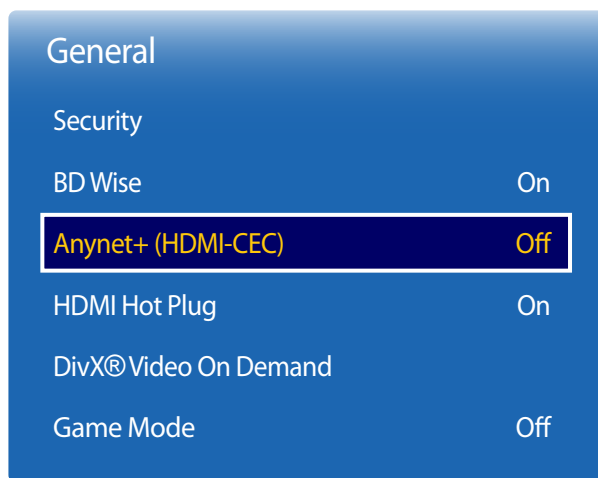 General
Security
BD Wise On
Anynet+ (HDMI-CEC) Off
HDMI Hot Plug On
DivX® Video On Demand
Game Mode Off